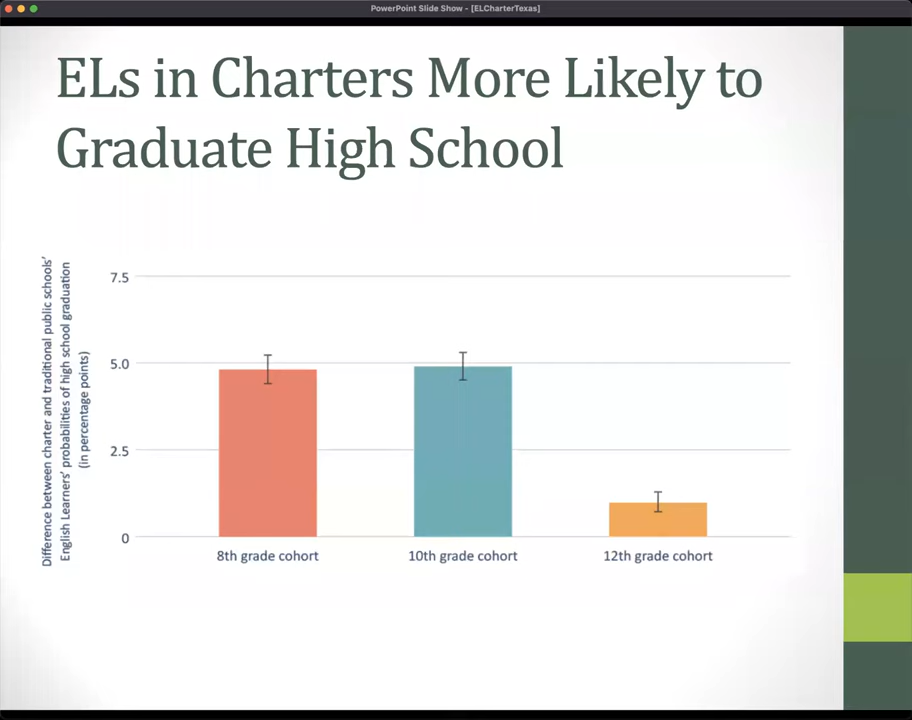 PowerPoint Slide Show - [ELCharterTexas]
ELs in Charters More Likely to
Graduate High School
Difference between charter and traditional public schools'
English Learners' probabilities of high school graduation
(in percentage points)
7.5
5.0
2.5
0
8th grade cohort
10th grade cohort
12th grade cohort